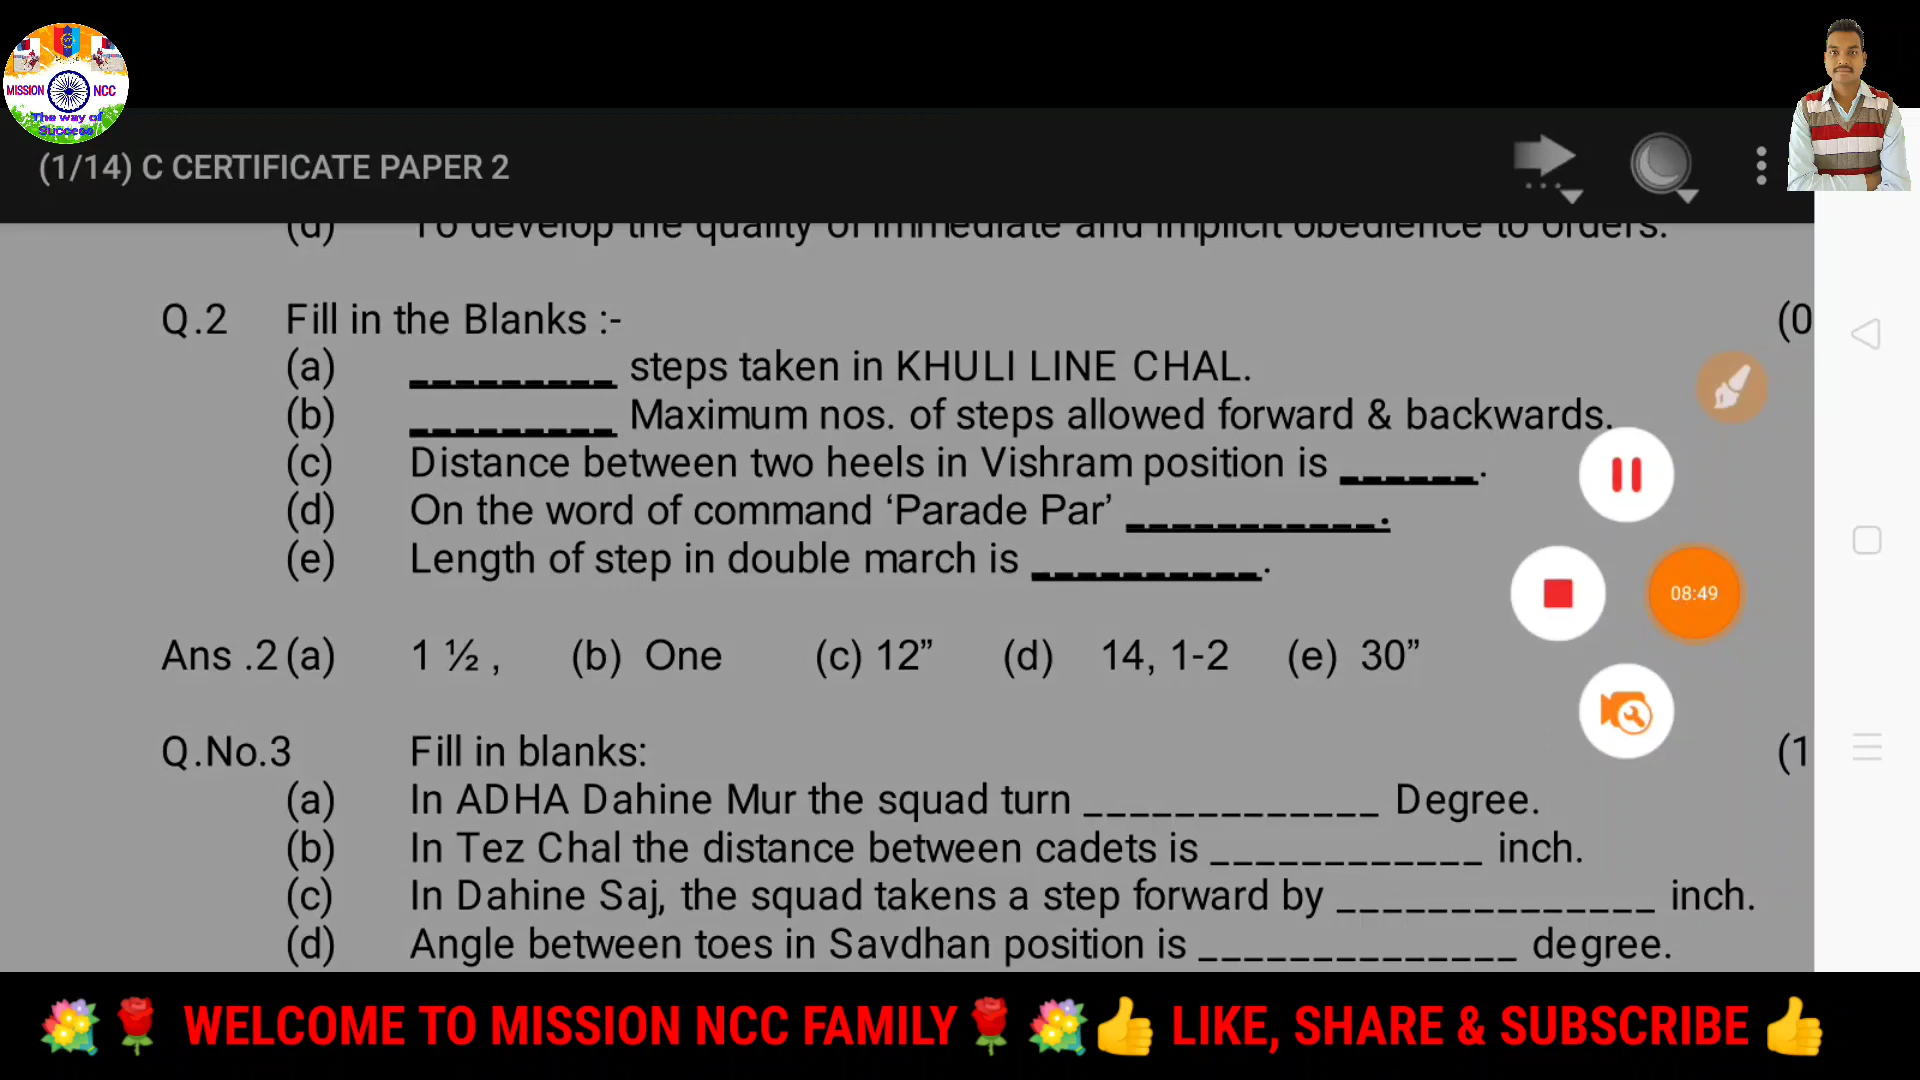 MISSION NCC
The way of
Success
(1/14) C CERTIFICATE PAPER 2
(d) To develop the quality of immediate and implicit obedience to orders.
Q.2 Fill in the Blanks :- (0
(a) _________ steps taken in KHULI LINE CHAL.
(b) _________ Maximum nos. of steps allowed forward & backwards.
(c) Distance between two heels in Vishram position is ______.
(d) On the word of command ‘Parade Par’ ___________.
(e) Length of step in double march is __________.
08:49
Ans .2 (a) 1 ½ , (b) One (c) 12” (d) 14, 1-2 (e) 30”
Q.No.3 Fill in blanks: (1
(a) In ADHA Dahine Mur the squad turn _____________ Degree.
(b) In Tez Chal the distance between cadets is ____________ inch.
(c) In Dahine Saj, the squad takens a step forward by ______________ inch.
(d) Angle between toes in Savdhan position is ______________ degree.
WELCOME TO MISSION NCC FAMILY LIKE, SHARE & SUBSCRIBE